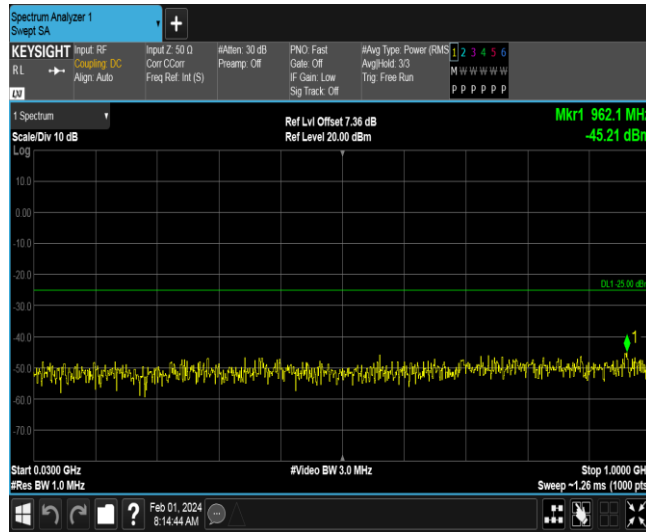 Spectrum Analyzer 1
Swept SA
+
KEYSIGHT Input: RF Input Z: 50 Ω #Atten: 30 dB PNO: Fast #Avg Type: Power (RMS 1 2 3 4 5 6
RL Coupling: DC Corr CCorr Preamp: Off Gate: Off Avg|Hold: 3/3 M W W W W W
Align: Auto Freq Ref: Int (S) IF Gain: Low Trig: Free Run
Sig Track: Off P P P P P P
LXI
1 Spectrum Ref Lvl Offset 7.36 dB Mkr1 962.1 MHz
Scale/Div 10 dB Ref Level 20.00 dBm -45.21 dBm
Log
10.0
0.00
-10.0
-20.0
DL1 -25.00 dBm
-30.0
-40.0
1
-50.0
-60.0
-70.0
Start 0.0300 GHz #Video BW 3.0 MHz Stop 1.0000 GH
#Res BW 1.0 MHz Sweep ~1.26 ms (1000 pts
? Feb 01, 2024
8:14:44 AM